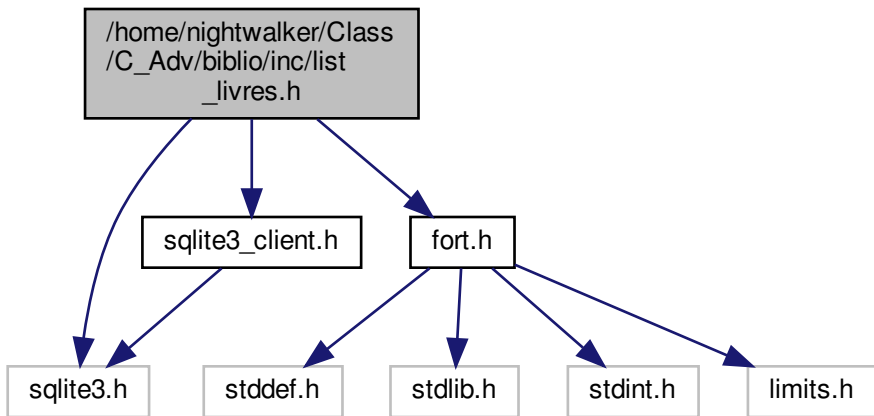 /home/nightwalker/Class
/C_Adv/biblio/inc/list
_livres.h
sqlite3_client.h
fort.h
sqlite3.h
stddef.h
stdlib.h
stdint.h
limits.h